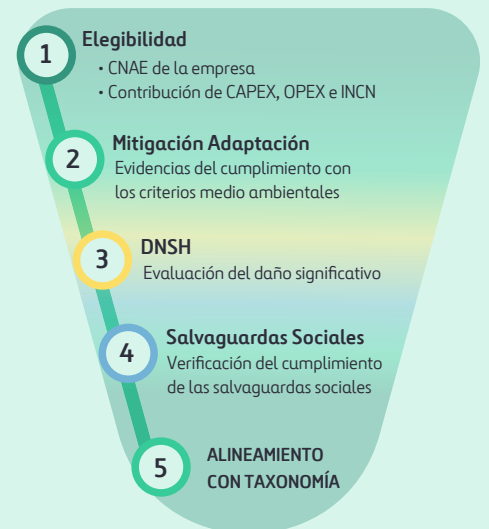 1
Elegibilidad
• CNAE de la empresa
• Contribución de CAPEX, OPEX e INCN
2
Mitigación Adaptación
Evidencias del cumplimiento con
los criterios medio ambientales
3
DNSH
Evaluación del daño significativo
4
Salvaguardas Sociales
Verificación del cumplimiento
de las salvaguardas sociales
5
ALINEAMIENTO
CON TAXONOMÍA